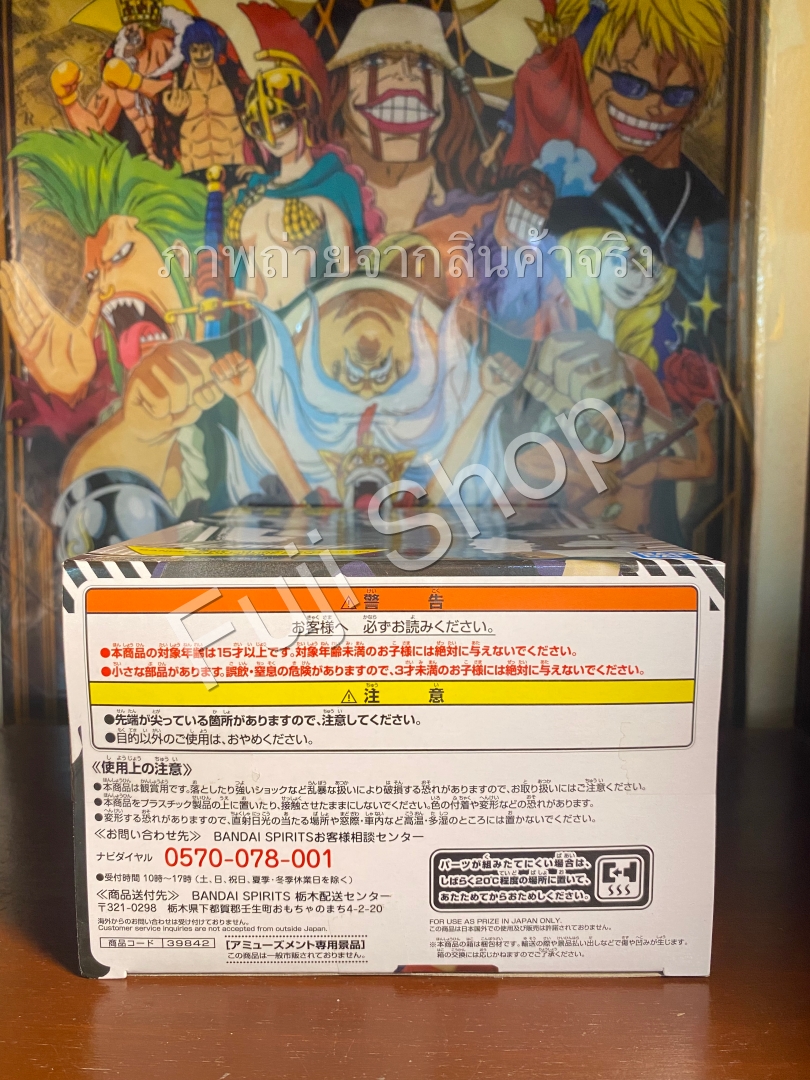 ภาพถ่ายจากสินค้าจริง
Fuji Shop
⚠警告
お客様へ 必ずお読みください。
●本商品の対象年齢は15才以上です。対象年齢未満のお子様には絶対に与えないでください。
●小さな部品があります。誤飲・窒息の危険がありますので、3才未満のお子様には絶対に与えないでください。
⚠注意
●先端が尖っている箇所がありますので、注意してください。
●目的以外のご使用は、おやめください。
《使用上の注意》
●本商品は観賞用です。落としたり強いショックなど乱暴な扱いにより破損する恐れがありますので、お取り扱いにはご注意ください。
●本商品をプラスチック製品の上に置いたり、接触させたままにしないでください。色の付着や変形などの恐れがあります。
●変形する恐れがありますので、直射日光の当たる場所や窓際・車内など高温・多湿のところには置かないでください。
《お問い合わせ先》 BANDAI SPIRITSお客様相談センター
ナビダイヤル 0570-078-001
●受付時間 10時〜17時(土、日、祝日、夏季・冬季休業日を除く)
《商品送付先》 BANDAI SPIRITS 栃木配送センター
〒321-0298 栃木県下都賀郡壬生町おもちゃのまち4-2-20
海外からのお問い合わせは受け付けておりません。
Customer service inquiries are not accepted from outside Japan.
商品コード 39842
【アミューズメント専用景品】
この商品は一般市販されておりません。
パーツが組みたてにくい場合は、
しばらく20℃程度の場所に置いて、
あたためてからおためしください。
FOR USE AS PRIZE IN JAPAN ONLY.
この商品は日本国外での使用及び販売は許諾されておりません。
※本商品の箱は梱包材です。輸送の際や景品払い出しなどで傷や凹みが生じます。
箱の交換には応じかねますのでご了承ください。